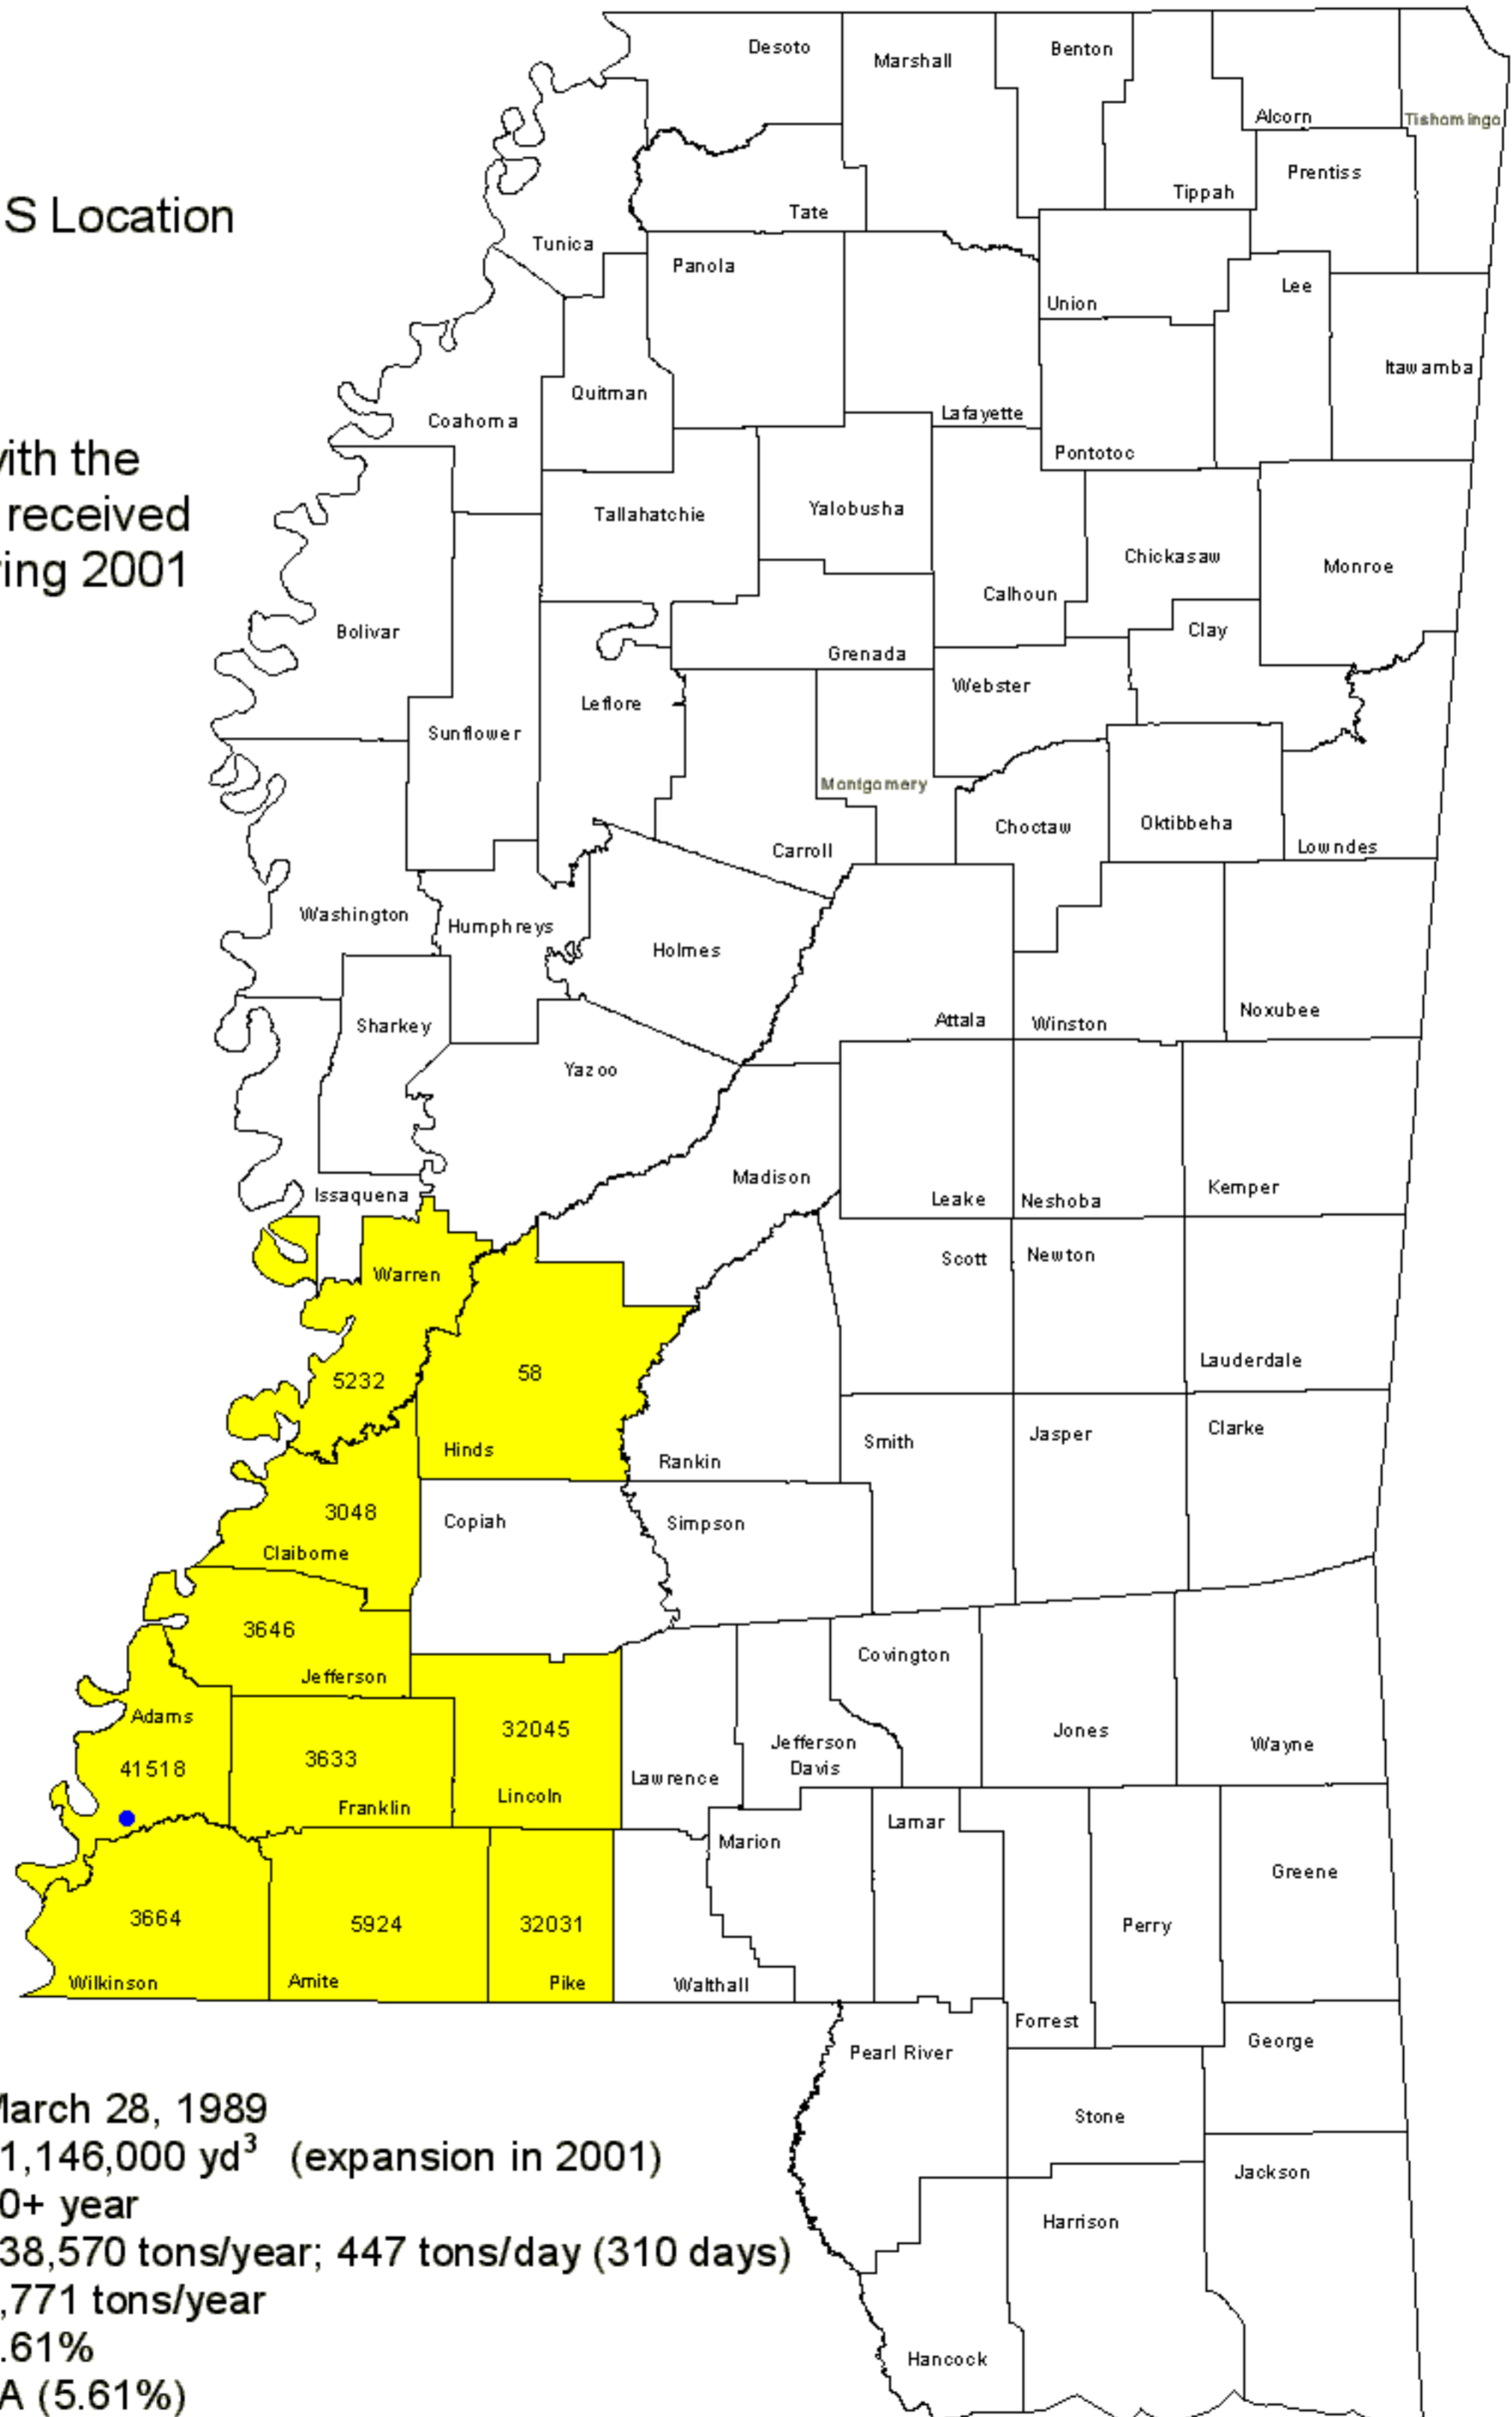 S Location
with the
received
ring 2001
Desoto
Marshall
Benton
Alcorn
Tishomingo
Prentiss
Tippah
Tate
Tunica
Panola
Union
Lee
Itawamba
Quitman
Coahoma
Lafayette
Pontotoc
Tallahatchie
Yalobusha
Chickasaw
Monroe
Calhoun
Clay
Bolivar
Grenada
Webster
Leflore
Sunflower
Montgomery
Choctaw
Oktibbeha
Lowndes
Carroll
Washington
Humphreys
Holmes
Sharkey
Attala
Winston
Noxubee
Yazoo
Madison
Leake
Neshoba
Kemper
Issaquena
Warren
Scott
Newton
Lauderdale
5232
58
Hinds
Rankin
Smith
Jasper
Clarke
3048
Claiborne
Copiah
Simpson
3646
Jefferson
Covington
Adams
41518
3633
Franklin
32045
Lincoln
Lawrence
Jefferson
Davis
Jones
Wayne
Marion
Lamar
Greene
3664
Wilkinson
5924
Amite
32031
Pike
Walthall
Perry
Forrest
George
Pearl River
Stone
Jackson
Harrison
Hancock
March 28, 1989
1,146,000 yd³ (expansion in 2001)
0+ year
38,570 tons/year; 447 tons/day (310 days)
,771 tons/year
.61%
A (5.61%)